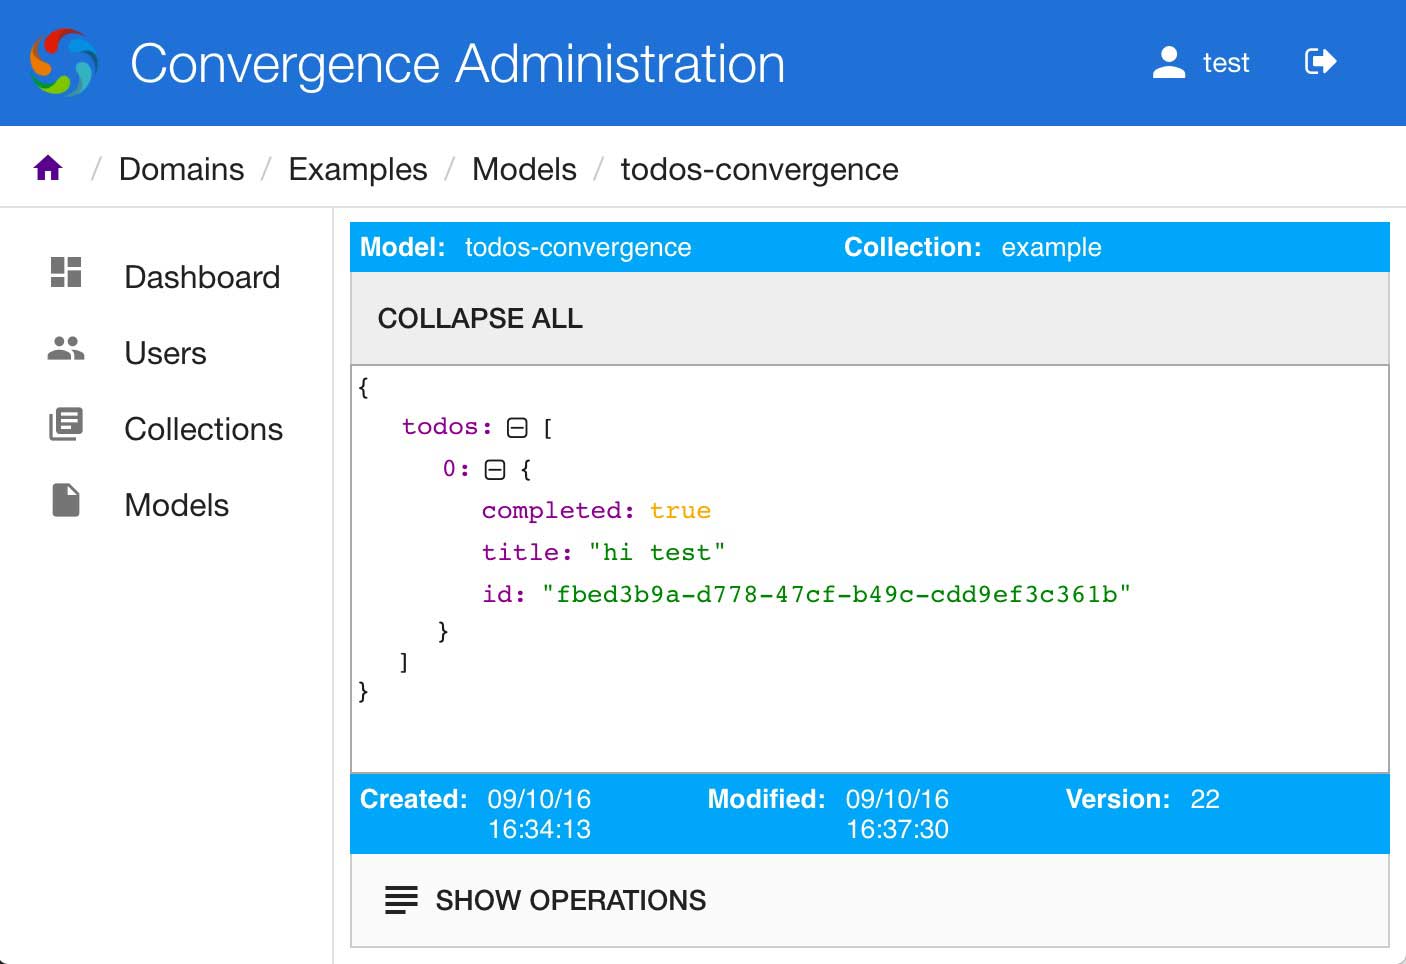 Convergence Administration
test
/ Domains / Examples / Models / todos-convergence
Dashboard
Users
Collections
Models
Model: todos-convergence Collection: example
COLLAPSE ALL
{
todos: [
0: {
completed: true
title: "hi test"
id: "fbed3b9a-d778-47cf-b49c-cdd9ef3c361b"
}
]
}
Created: 09/10/16 Modified: 09/10/16 Version: 22
16:34:13 16:37:30
SHOW OPERATIONS